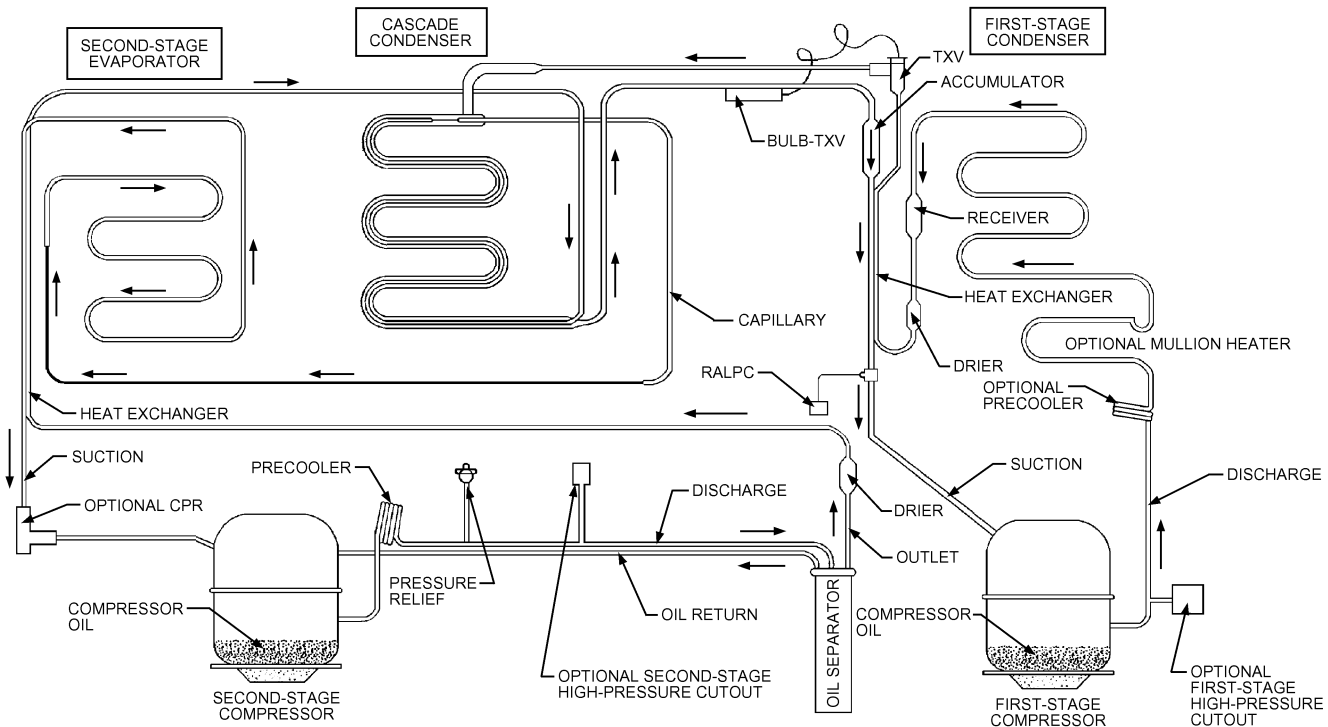 SECOND-STAGE
EVAPORATOR
CASCADE
CONDENSER
FIRST-STAGE
CONDENSER
TXV
ACCUMULATOR
BULB-TXV
RECEIVER
HEAT EXCHANGER
CAPILLARY
OPTIONAL MULLION HEATER
DRIER
RALPC
OPTIONAL
PRECOOLER
HEAT EXCHANGER
SUCTION
PRECOOLER
SUCTION
DISCHARGE
DISCHARGE
OPTIONAL CPR
DRIER
OUTLET
PRESSURE
RELIEF
OIL RETURN
COMPRESSOR
OIL
OIL SEPARATOR
COMPRESSOR
OIL
OPTIONAL SECOND-STAGE
HIGH-PRESSURE CUTOUT
OPTIONAL
FIRST-STAGE
HIGH-PRESSURE
CUTOUT
SECOND-STAGE
COMPRESSOR
FIRST-STAGE
COMPRESSOR